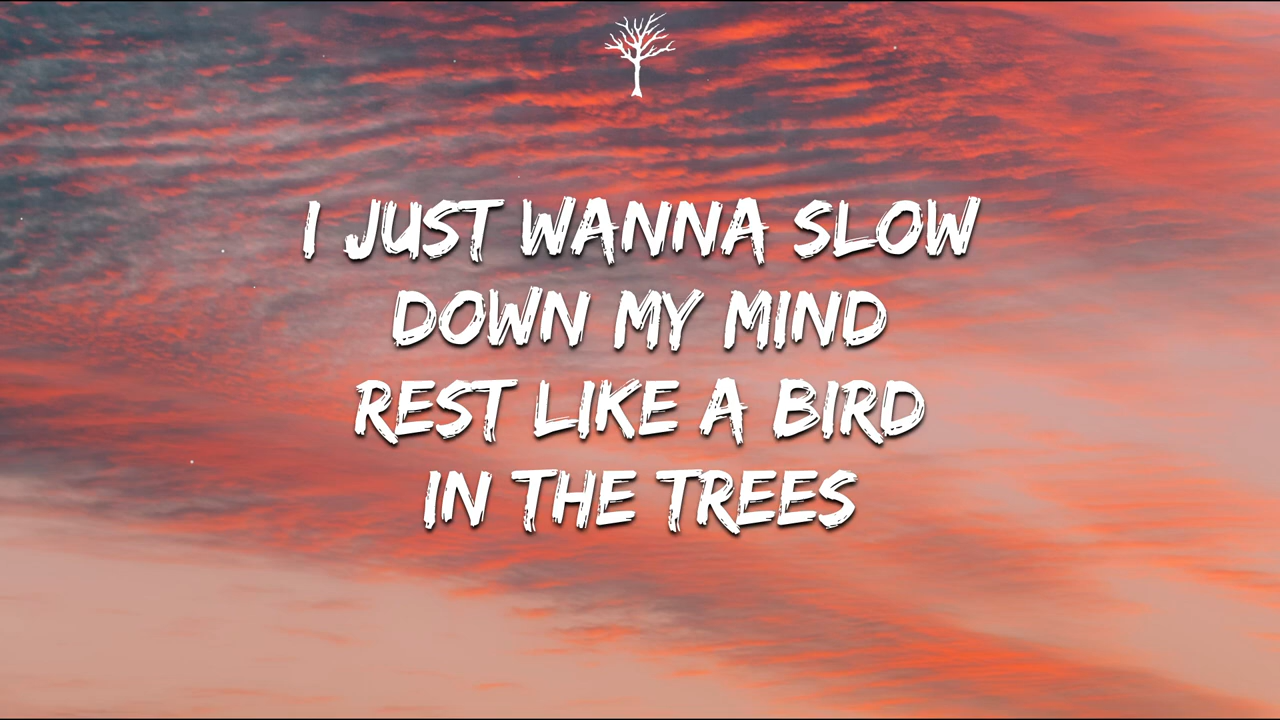 I JUST WANNA SLOW
DOWN MY MIND
REST LIKE A BIRD
IN THE TREES